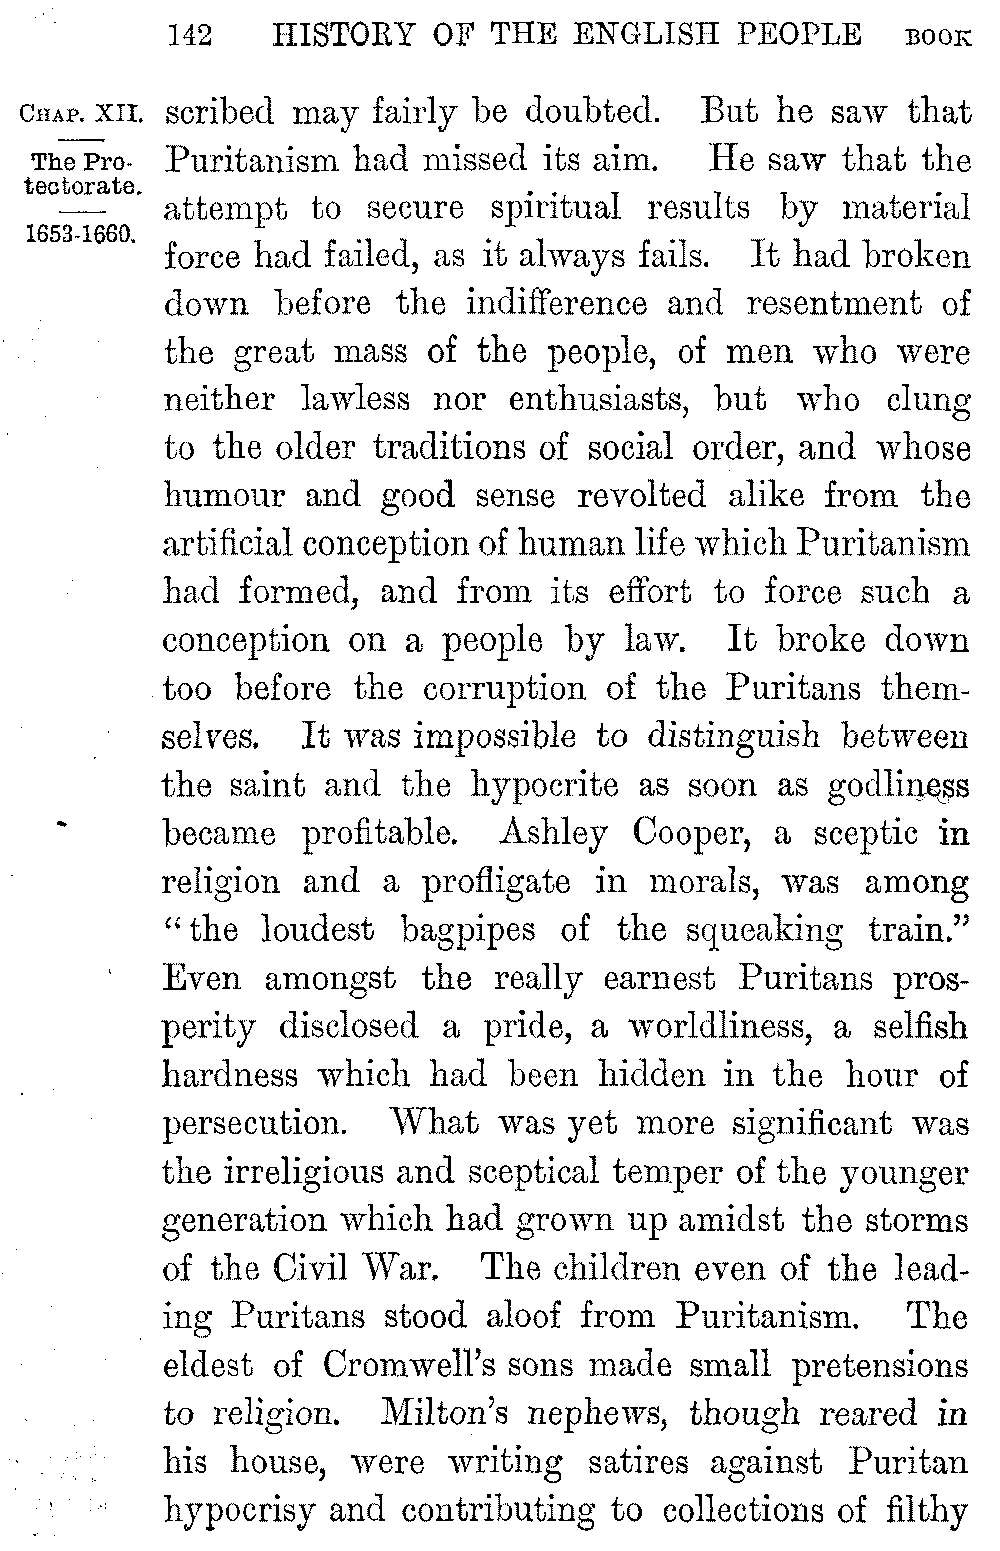 142 HISTORY OF THE ENGLISH PEOPLE BOOK
CHAP. XII.
The Pro-
tectorate.
1653-1660.
scribed may fairly be doubted. But he saw that
Puritanism had missed its aim. He saw that the
attempt to secure spiritual results by material
force had failed, as it always fails. It had broken
down before the indifference and resentment of
the great mass of the people, of men who were
neither lawless nor enthusiasts, but who clung
to the older traditions of social order, and whose
humour and good sense revolted alike from the
artificial conception of human life which Puritanism
had formed, and from its effort to force such a
conception on a people by law. It broke down
too before the corruption of the Puritans them-
selves. It was impossible to distinguish between
the saint and the hypocrite as soon as godliness
became profitable. Ashley Cooper, a sceptic in
religion and a profligate in morals, was among
“the loudest bagpipes of the squeaking train.”
Even amongst the really earnest Puritans pros-
perity disclosed a pride, a worldliness, a selfish
hardness which had been hidden in the hour of
persecution. What was yet more significant was
the irreligious and sceptical temper of the younger
generation which had grown up amidst the storms
of the Civil War. The children even of the lead-
ing Puritans stood aloof from Puritanism. The
eldest of Cromwell's sons made small pretensions
to religion. Milton's nephews, though reared in
his house, were writing satires against Puritan
hypocrisy and contributing to collections of filthy